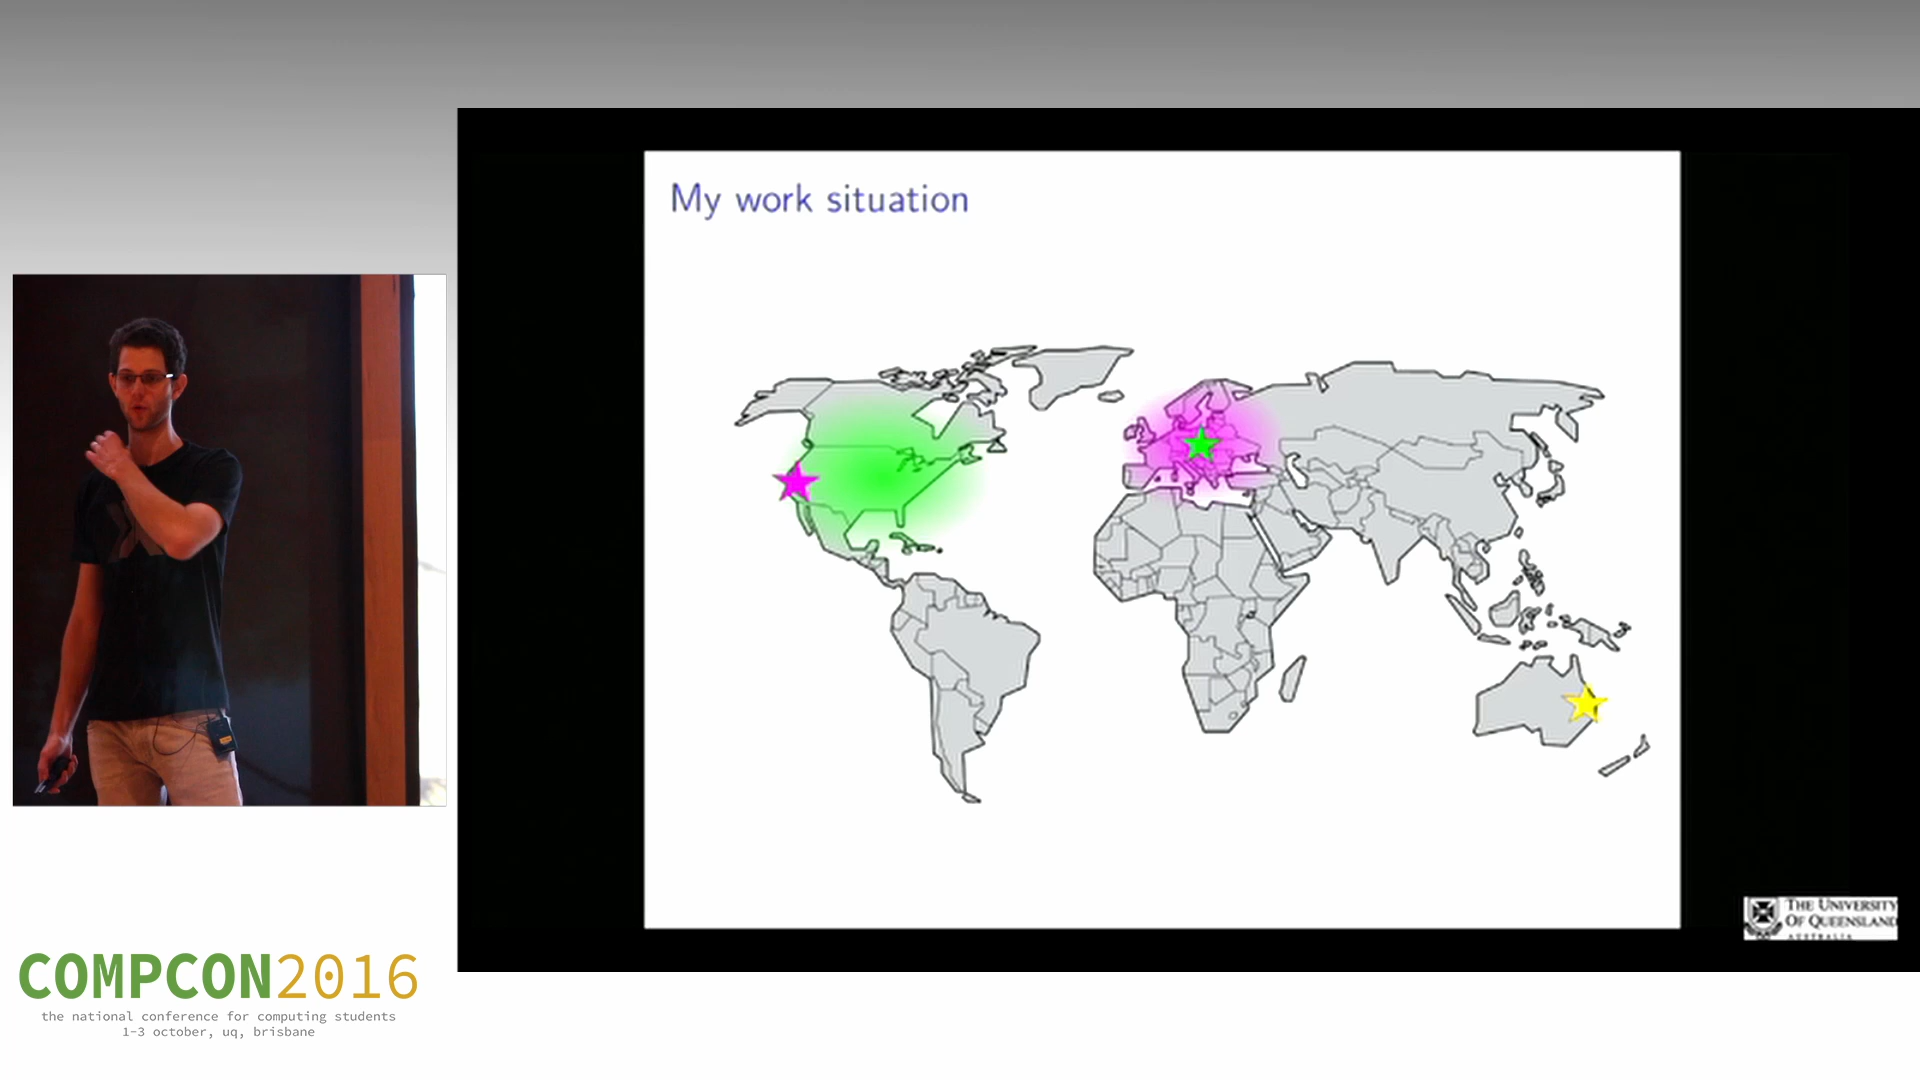 My work situation
THE UNIVERSITY
OF QUEENSLAND
AUSTRALIA
COMPCON2016
the national conference for computing students
1-3 october, uq, brisbane